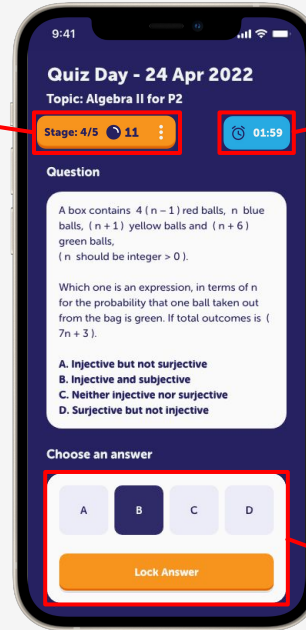 9:41
Quiz Day - 24 Apr 2022
Topic: Algebra II for P2
Stage: 4/5 11
01:59
Question
A box contains 4 ( n – 1 ) red balls, n blue
balls, ( n + 1 ) yellow balls and ( n + 6 )
green balls,
( n should be integer > 0 ).
Which one is an expression, in terms of n
for the probability that one ball taken out
from the bag is green. If total outcomes is (
7n + 3 ).
A. Injective but not surjective
B. Injective and subjective
C. Neither injective nor surjective
D. Surjective but not injective
Choose an answer
A B C D
Lock Answer